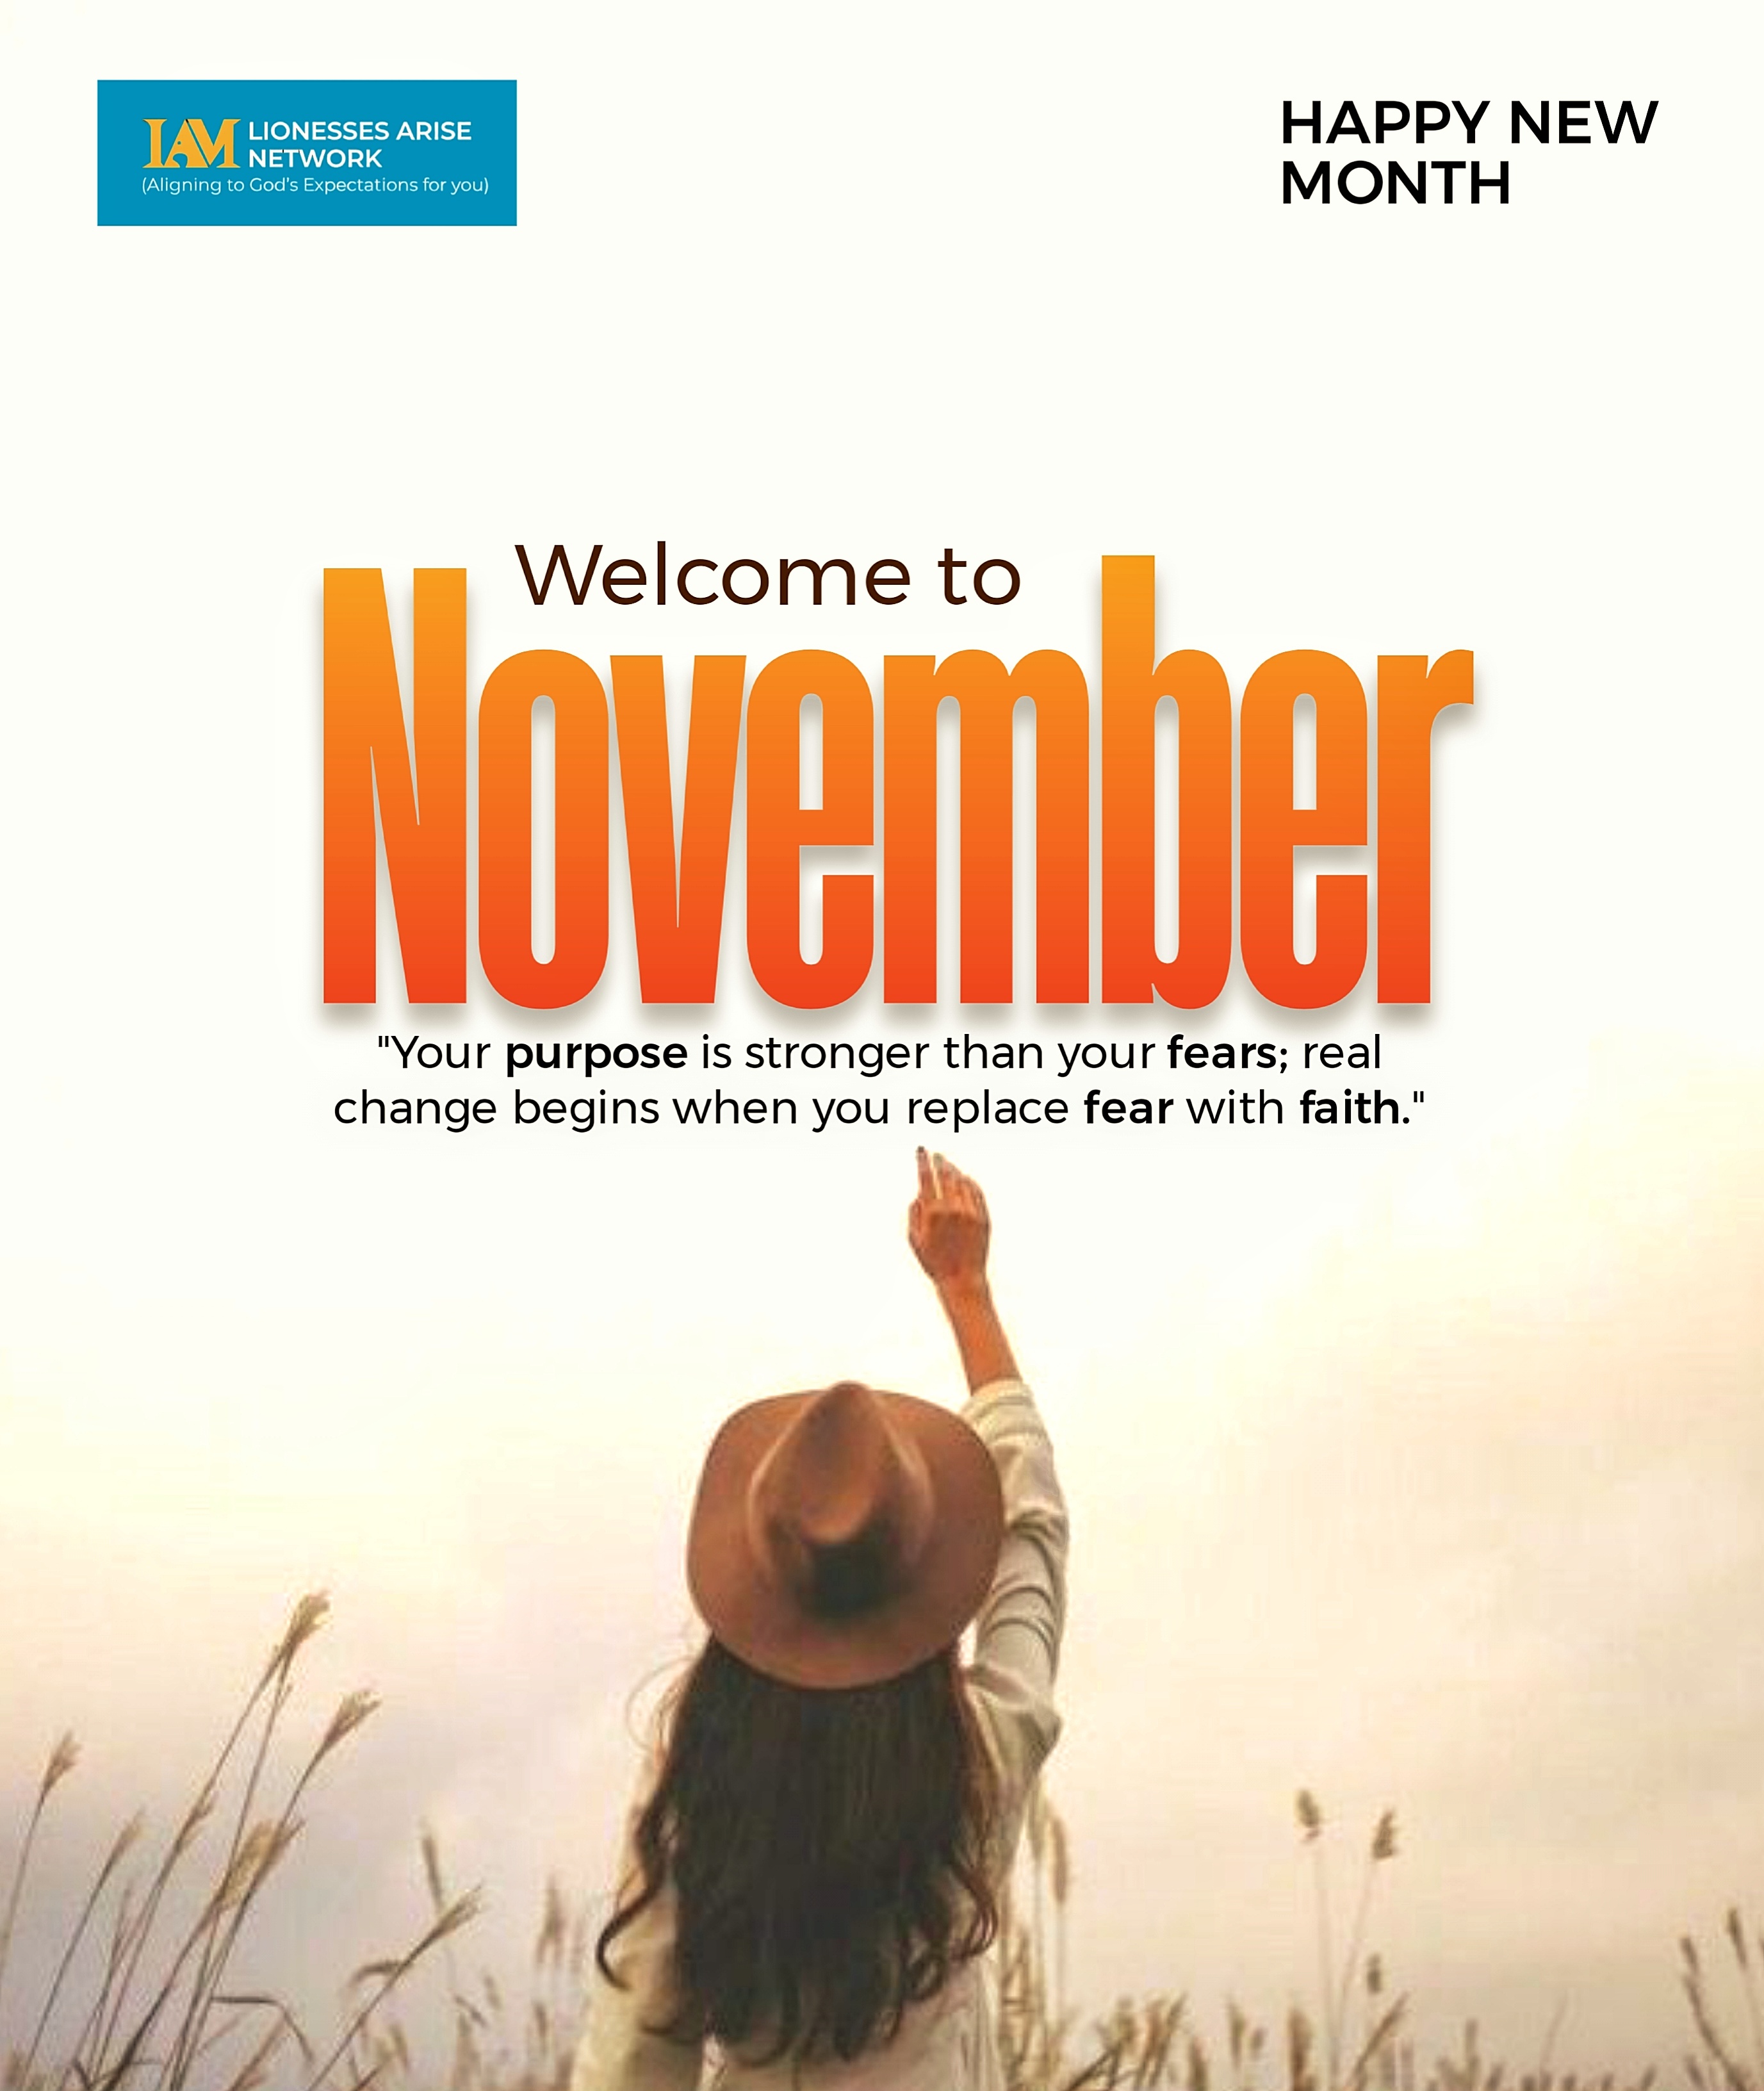 IAM LIONESSES ARISE
NETWORK
(Aligning to God's Expectations for you)
HAPPY NEW
MONTH
Welcome to
November
"Your purpose is stronger than your fears; real
change begins when you replace fear with faith."